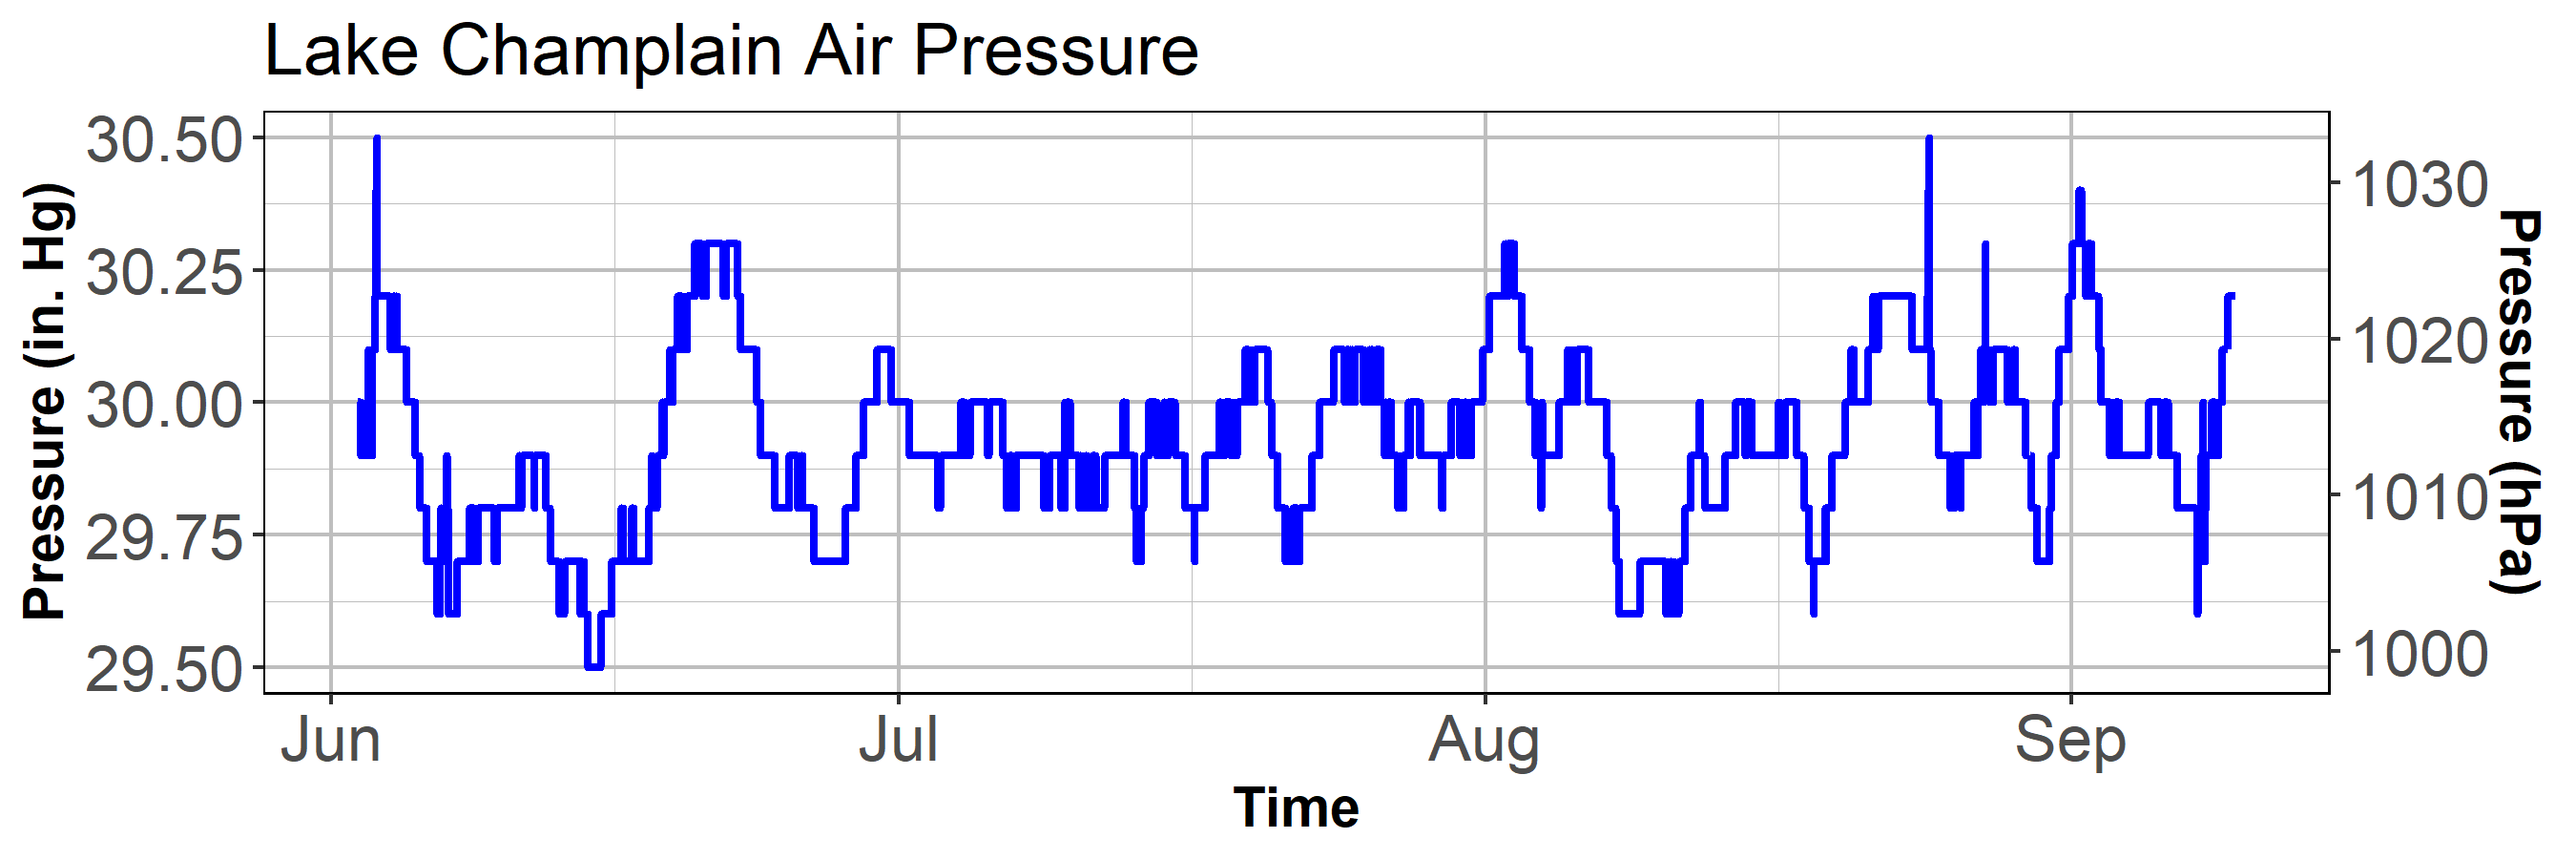 Lake Champlain Air Pressure
Pressure (in. Hg)
30.50
30.25
30.00
29.75
29.50
1030
1020
1010
1000
Pressure (hPa)
Jun Jul Aug Sep
Time